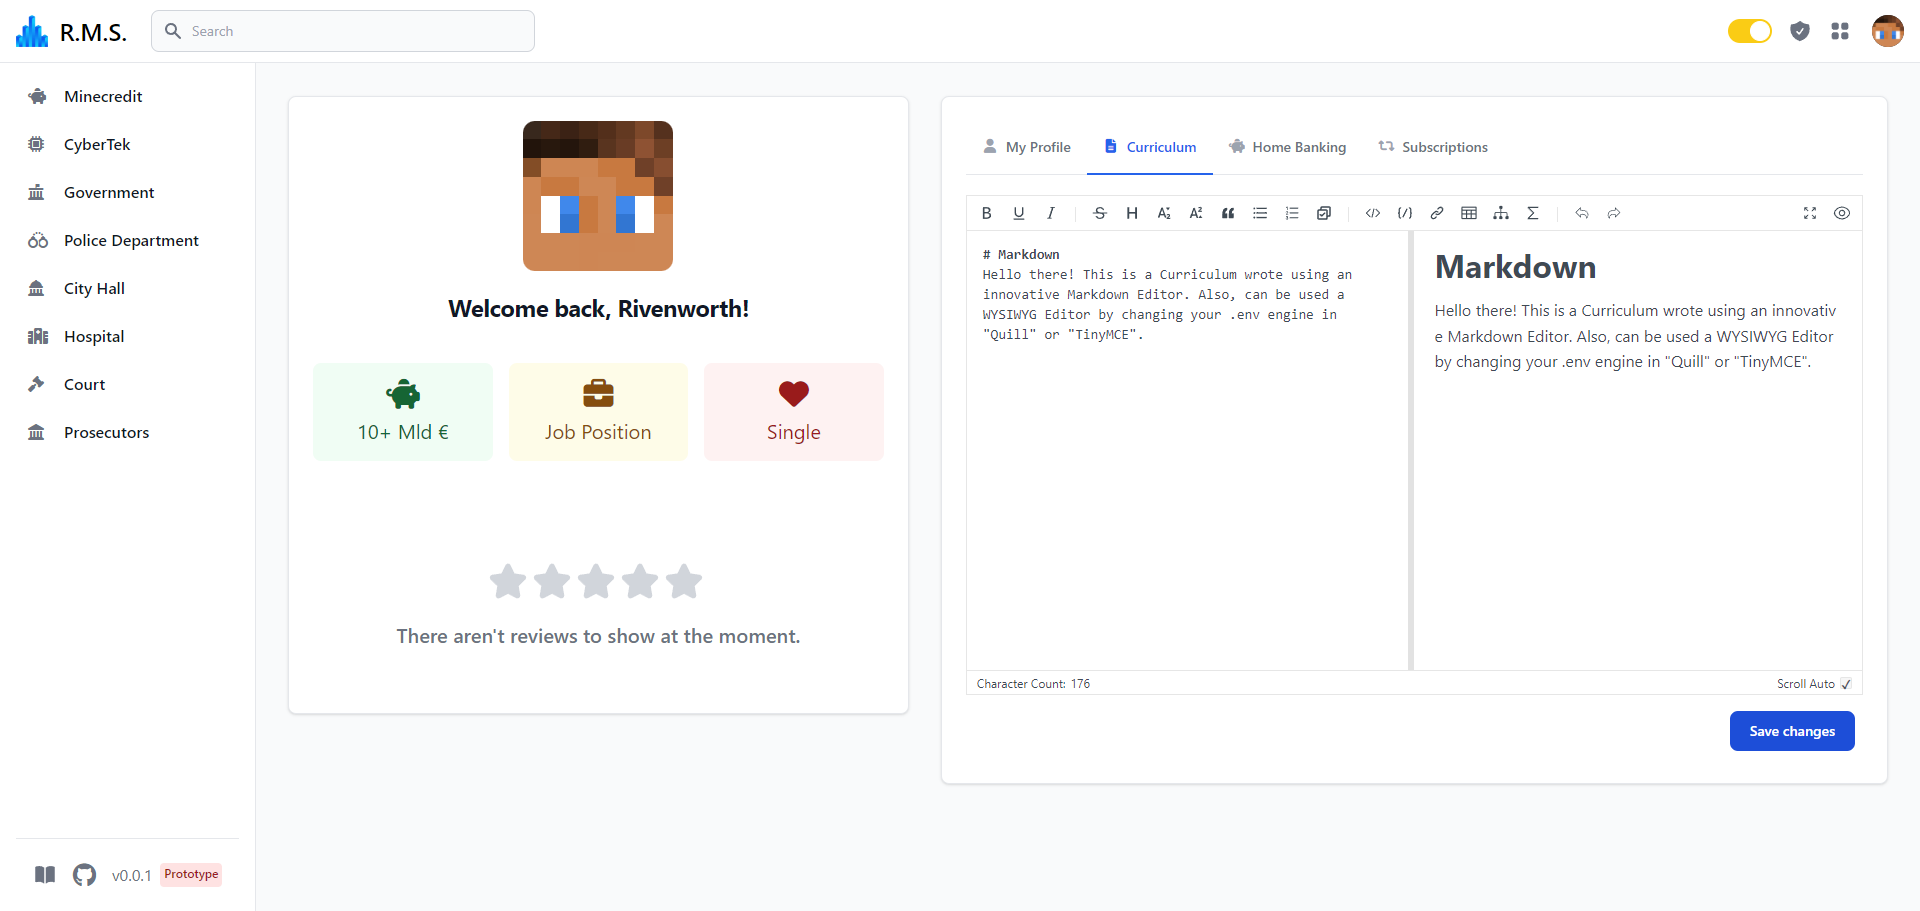 R.M.S.
Search
Minecredit
CyberTek
Government
Police Department
City Hall
Hospital
Court
Prosecutors
v0.0.1 Prototype
Welcome back, Rivenworth!
10+ Mld €
Job Position
Single
There aren't reviews to show at the moment.
My Profile Curriculum Home Banking Subscriptions
# Markdown
Hello there! This is a Curriculum wrote using an
innovative Markdown Editor. Also, can be used a
WYSIWYG Editor by changing your .env engine in
"Quill" or "TinyMCE".
Markdown
Hello there! This is a Curriculum wrote using an innovativ
e Markdown Editor. Also, can be used a WYSIWYG Editor
by changing your .env engine in "Quill" or "TinyMCE".
Character Count: 176
Scroll Auto
Save changes